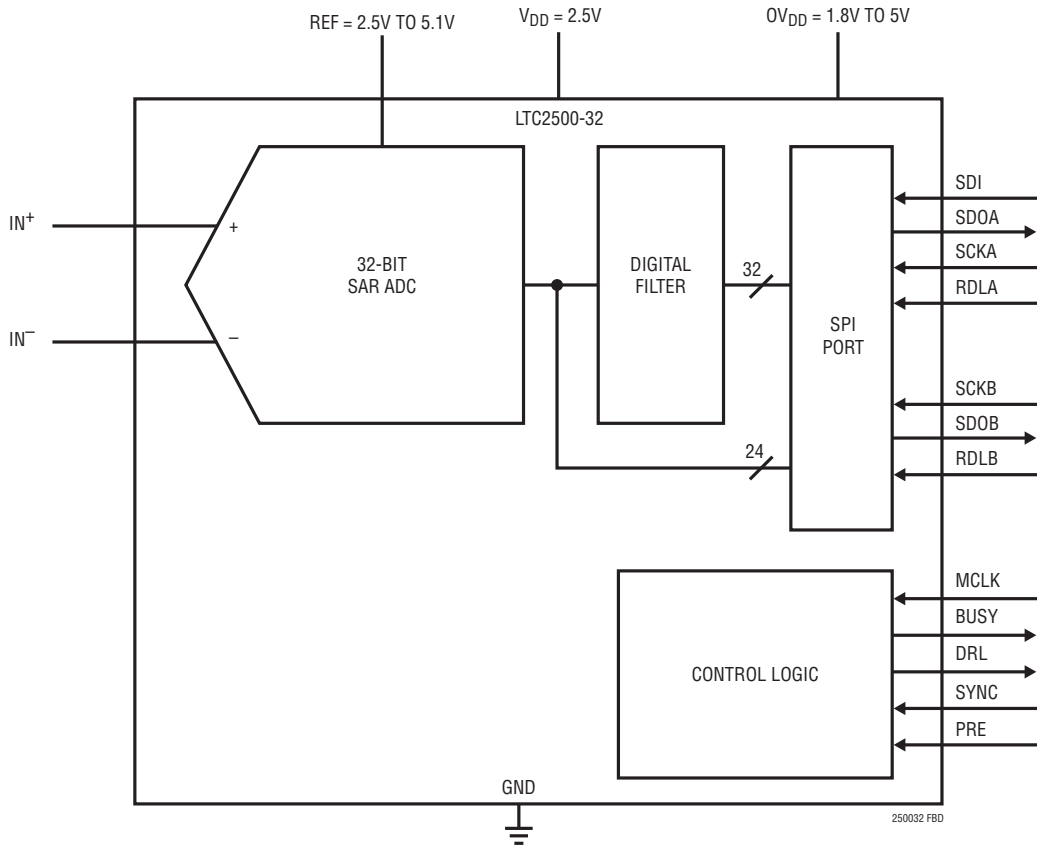 REF = 2.5V TO 5.1V
VDD = 2.5V
OVDD = 1.8V TO 5V
LTC2500-32
IN+
IN–
+
–
32-BIT
SAR ADC
DIGITAL
FILTER
32
24
SPI
PORT
SDI
SDOA
SCKA
RDLA
SCKB
SDOB
RDLB
CONTROL LOGIC
MCLK
BUSY
DRL
SYNC
PRE
GND
250032 FBD